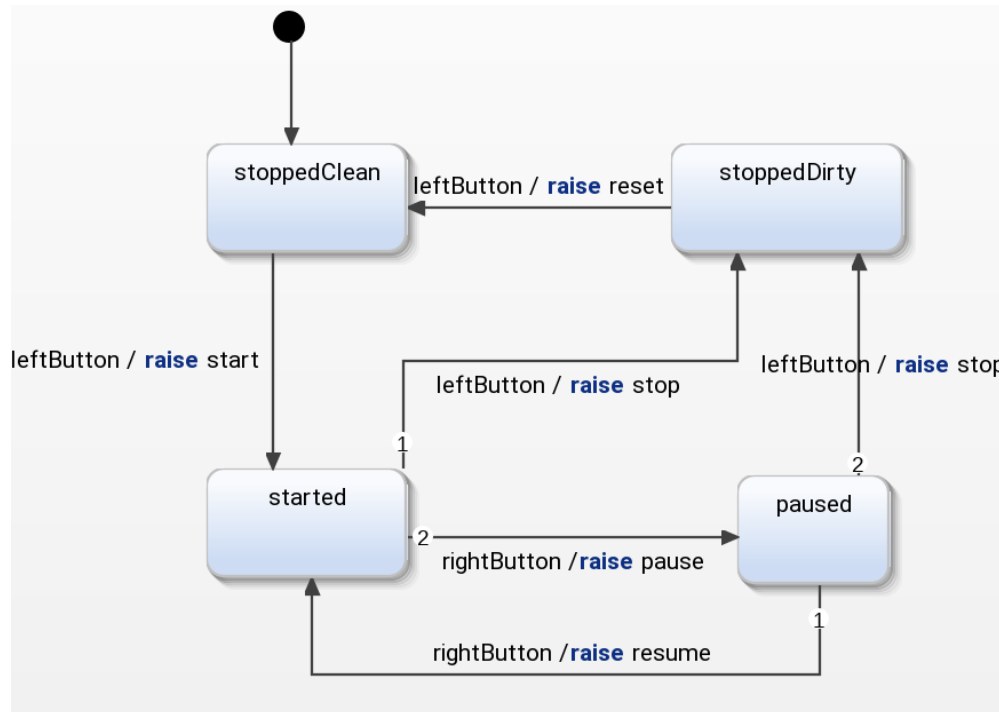 stoppedClean
stoppedDirty
leftButton / raise reset
leftButton / raise start
leftButton / raise stop
leftButton / raise stop
1
2
started
paused
2
rightButton /raise pause
1
rightButton /raise resume